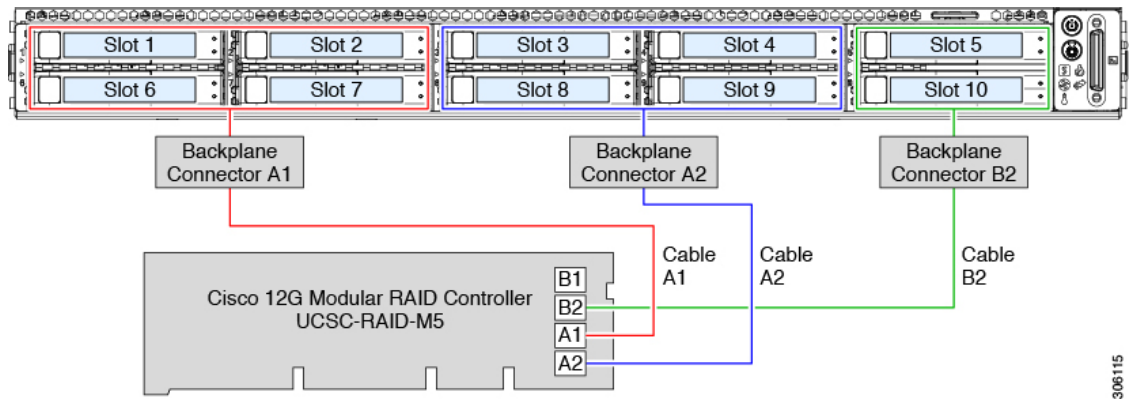 Slot 1
Slot 2
Slot 3
Slot 4
Slot 5
Slot 6
Slot 7
Slot 8
Slot 9
Slot 10
Backplane
Connector A1
Backplane
Connector A2
Backplane
Connector B2
Cable
A1
Cable
A2
Cable
B2
Cisco 12G Modular RAID Controller
UCSC-RAID-M5
B1
B2
A1
A2
306115